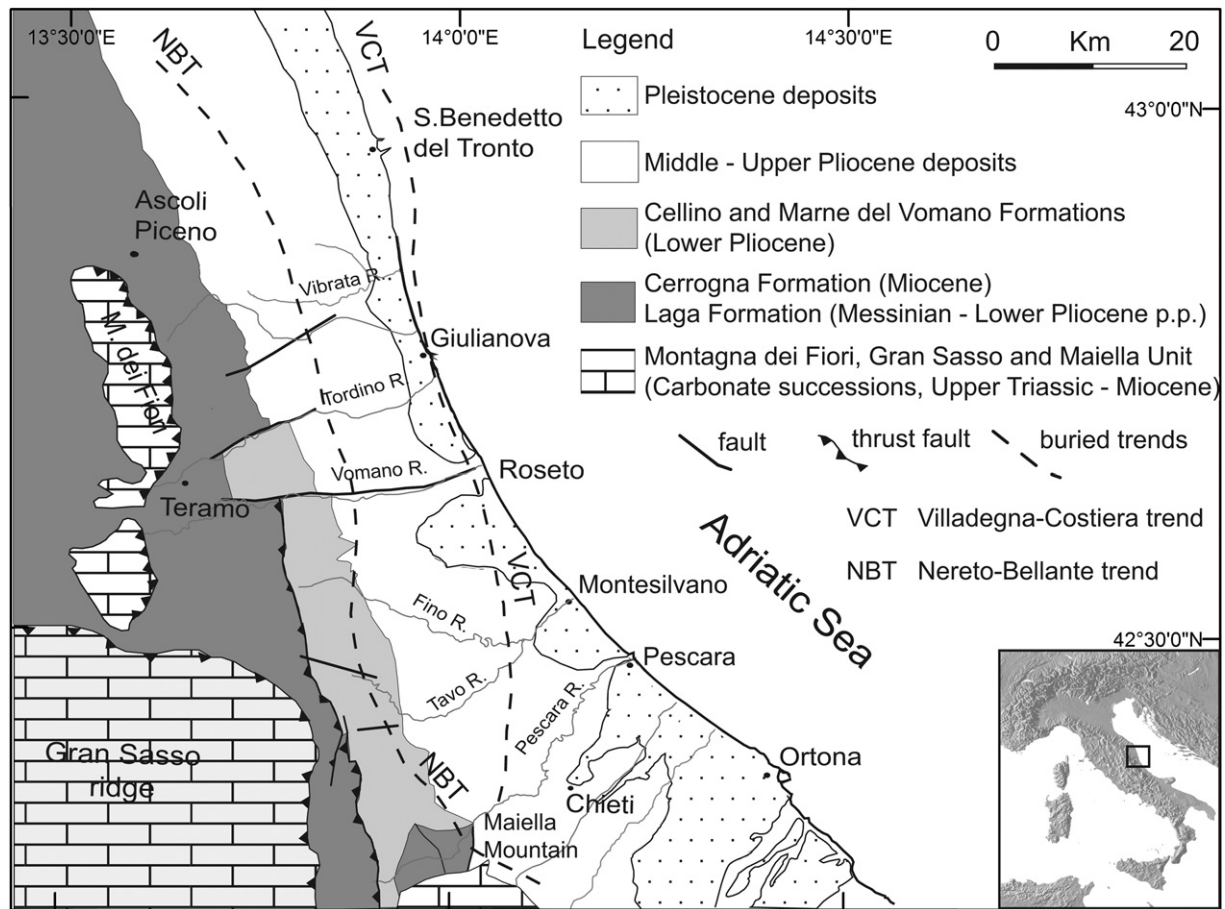 13°30'0"E
14°0'0"E
14°30'0"E
NBT
VCT
Legend
0 Km 20
Pleistocene deposits
43°0'0"N
S.Benedetto
del Tronto
Middle - Upper Pliocene deposits
Ascoli
Piceno
Cellino and Marne del Vomano Formations
(Lower Pliocene)
Vibrata R.
Cerrogna Formation (Miocene)
Laga Formation (Messinian - Lower Pliocene p.p.)
M. dei Fiori
Giulianova
Montagna dei Fiori, Gran Sasso and Maiella Unit
(Carbonate successions, Upper Triassic - Miocene)
Tordino R.
fault
thrust fault
buried trends
Vomano R.
Roseto
Teramo
VCT Villadegna-Costiera trend
NBT Nereto-Bellante trend
Adriatic Sea
VCT
Montesilvano
Fino R.
42°30'0"N
Pescara
Tavo R.
Pescara R.
Gran Sasso
ridge
NBT
Ortona
Chieti
Maiella
Mountain